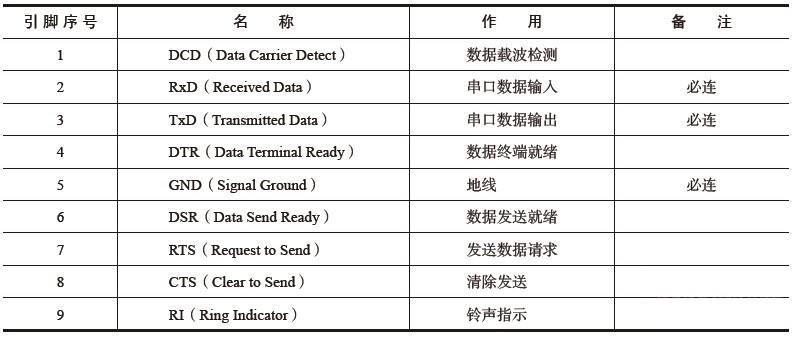 引脚序号 名 称 作 用 备 注
1 DCD（Data Carrier Detect） 数据载波检测
2 RxD（Received Data） 串口数据输入 必连
3 TxD（Transmitted Data） 串口数据输出 必连
4 DTR（Data Terminal Ready） 数据终端就绪
5 GND（Signal Ground） 地线 必连
6 DSR（Data Send Ready） 数据发送就绪
7 RTS（Request to Send） 发送数据请求
8 CTS（Clear to Send） 清除发送
9 RI（Ring Indicator） 铃声指示